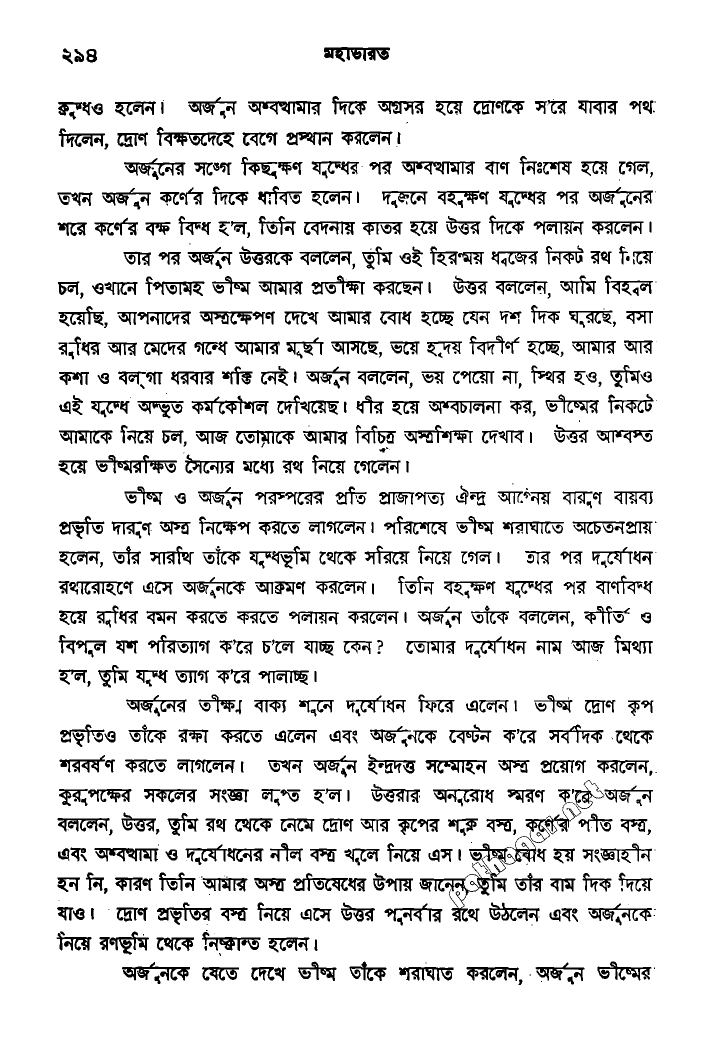 ২৯৪ মহাভারত
ক্রুদ্ধও হলেন। অর্জুন অশ্বত্থামার দিকে অগ্রসর হয়ে দ্রোণকে স'রে যাবার পথ
দিলেন, দ্রোণ বিক্ষতদেহে বেগে প্রস্থান করলেন।
অর্জুনের সঙ্গে কিছুক্ষণ যুদ্ধের পর অশ্বত্থামার বাণ নিঃশেষ হয়ে গেল,
তখন অর্জুন কর্ণের দিকে ধাবিত হলেন। দুজনে বহুক্ষণ যুদ্ধের পর অর্জুনের
শরে কর্ণের বক্ষ বিদ্ধ হ'ল, তিনি বেদনায় কাতর হয়ে উত্তর দিকে পলায়ন করলেন।
তার পর অর্জুন উত্তরকে বললেন, তুমি ওই হিরণ্ময় ধ্বজের নিকট রথ নিয়ে
চল, ওখানে পিতামহ ভীষ্ম আমার প্রতীক্ষা করছেন। উত্তর বললেন, আমি বিহ্বল
হয়েছি, আপনাদের অস্ত্রক্ষেপণ দেখে আমার বোধ হচ্ছে যেন দশ দিক ঘুরছে, বসা
রুধির আর মেদের গন্ধে আমার মূর্ছা আসছে, ভয়ে হৃদয় বিদীর্ণ হচ্ছে, আমার আর
কশা ও বল্গা ধরবার শক্তি নেই। অর্জুন বললেন, ভয় পেয়ো না, স্থির হও, তুমিও
এই যুদ্ধে অদ্ভুত কর্মকৌশল দেখিয়েছ। ধীর হয়ে অশ্বচালনা কর, ভীষ্মের নিকটে
আমাকে নিয়ে চল, আজ তোমাকে আমার বিচিত্র অস্ত্রশিক্ষা দেখাব। উত্তর আশ্বস্ত
হয়ে ভীষ্মরক্ষিত সৈন্যের মধ্যে রথ নিয়ে গেলেন।
ভীষ্ম ও অর্জুন পরস্পরের প্রতি প্রাজাপত্য ঐন্দ্র আগ্নেয় বারুণ বায়ব্য
প্রভৃতি দারুণ অস্ত্র নিক্ষেপ করতে লাগলেন। পরিশেষে ভীষ্ম শরাঘাতে অচেতনপ্রায়
হলেন, তাঁর সারথি তাঁকে যুদ্ধভূমি থেকে সরিয়ে নিয়ে গেল। তার পর দুর্যোধন
রথারোহণে এসে অর্জুনকে আক্রমণ করলেন। তিনি বহুক্ষণ যুদ্ধের পর বাণবিদ্ধ
হয়ে রুধির বমন করতে করতে পলায়ন করলেন। অর্জুন তাঁকে বললেন, কীর্তি ও
বিপুল যশ পরিত্যাগ ক'রে চ'লে যাচ্ছ কেন? তোমার দুর্যোধন নাম আজ মিথ্যা
হ'ল, তুমি যুদ্ধ ত্যাগ ক'রে পালাচ্ছ।
অর্জুনের তীক্ষ্ণ বাক্য শুনে দুর্যোধন ফিরে এলেন। ভীষ্ম দ্রোণ কৃপ
প্রভৃতিও তাঁকে রক্ষা করতে এলেন এবং অর্জুনকে বেষ্টন ক'রে সর্বদিক থেকে
শরবর্ষণ করতে লাগলেন। তখন অর্জুন ইন্দ্রদত্ত সম্মোহন অস্ত্র প্রয়োগ করলেন,
কুরুপক্ষের সকলের সংজ্ঞা লুপ্ত হ'ল। উত্তরার অনুরোধ স্মরণ ক'রে অর্জুন
বললেন, উত্তর, তুমি রথ থেকে নেমে দ্রোণ আর কৃপের শুক্ল বস্ত্র, কর্ণের পীত বস্ত্র,
এবং অশ্বত্থামা ও দুর্যোধনের নীল বস্ত্র খুলে নিয়ে এস। ভীষ্ম বোধ হয় সংজ্ঞাহীন
হন নি, কারণ তিনি আমার অস্ত্র প্রতিষেধের উপায় জানেন, তুমি তাঁর বাম দিক দিয়ে
যাও। দ্রোণ প্রভৃতির বস্ত্র নিয়ে এসে উত্তর পুনর্বার রথে উঠলেন এবং অর্জুনকে
নিয়ে রণভূমি থেকে নিষ্ক্রান্ত হলেন।
অর্জুনকে যেতে দেখে ভীষ্ম তাঁকে শরাঘাত করলেন, অর্জুন ভীষ্মের